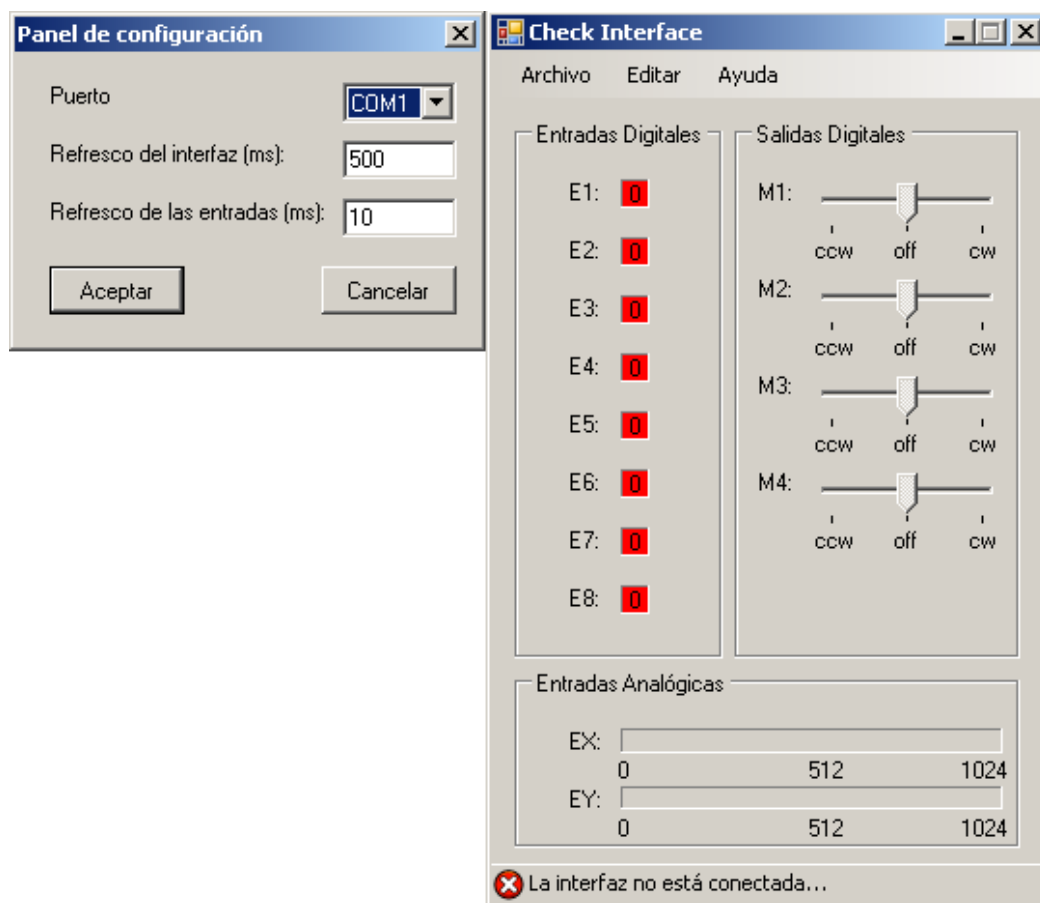 Panel de configuración
Puerto
COM1
Refresco del interfaz (ms):
500
Refresco de las entradas (ms):
10
Aceptar
Cancelar
Check Interface
Archivo Editar Ayuda
Entradas Digitales
E1: 0
E2: 0
E3: 0
E4: 0
E5: 0
E6: 0
E7: 0
E8: 0
Salidas Digitales
M1:
ccw off cw
M2:
ccw off cw
M3:
ccw off cw
M4:
ccw off cw
Entradas Analógicas
EX:
0 512 1024
EY:
0 512 1024
La interfaz no está conectada...